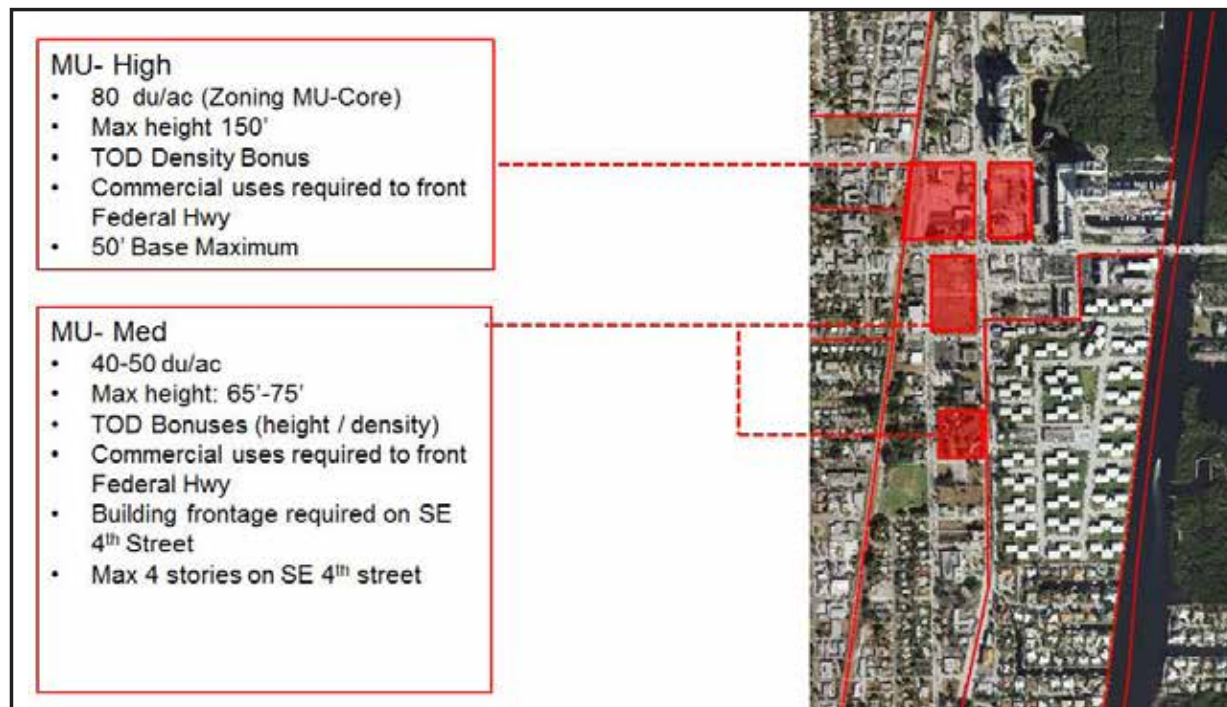 MU- High
• 80 du/ac (Zoning MU-Core)
• Max height 150’
• TOD Density Bonus
• Commercial uses required to front
Federal Hwy
• 50’ Base Maximum
MU- Med
• 40-50 du/ac
• Max height: 65’-75’
• TOD Bonuses (height / density)
• Commercial uses required to front
Federal Hwy
• Building frontage required on SE
4th Street
• Max 4 stories on SE 4th street